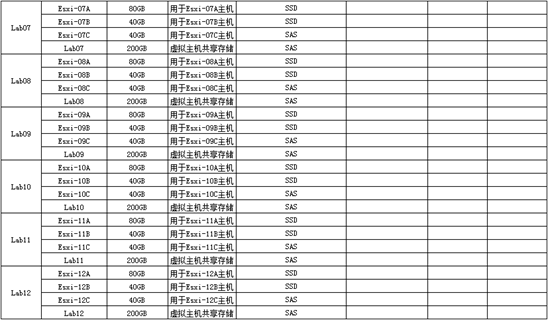 Lab07
Esxi-07A 80GB 用于Esxi-07A主机 SSD
Esxi-07B 40GB 用于Esxi-07B主机 SSD
Esxi-07C 40GB 用于Esxi-07C主机 SAS
Lab07 200GB 虚拟主机共享存储 SAS
Lab08
Esxi-08A 80GB 用于Esxi-08A主机 SSD
Esxi-08B 40GB 用于Esxi-08B主机 SSD
Esxi-08C 40GB 用于Esxi-08C主机 SAS
Lab08 200GB 虚拟主机共享存储 SAS
Lab09
Esxi-09A 80GB 用于Esxi-09A主机 SSD
Esxi-09B 40GB 用于Esxi-09B主机 SSD
Esxi-09C 40GB 用于Esxi-09C主机 SAS
Lab09 200GB 虚拟主机共享存储 SAS
Lab10
Esxi-10A 80GB 用于Esxi-10A主机 SSD
Esxi-10B 40GB 用于Esxi-10B主机 SSD
Esxi-10C 40GB 用于Esxi-10C主机 SAS
Lab10 200GB 虚拟主机共享存储 SAS
Lab11
Esxi-11A 80GB 用于Esxi-11A主机 SSD
Esxi-11B 40GB 用于Esxi-11B主机 SSD
Esxi-11C 40GB 用于Esxi-11C主机 SAS
Lab11 200GB 虚拟主机共享存储 SAS
Lab12
Esxi-12A 80GB 用于Esxi-12A主机 SSD
Esxi-12B 40GB 用于Esxi-12B主机 SSD
Esxi-12C 40GB 用于Esxi-12C主机 SAS
Lab12 200GB 虚拟主机共享存储 SAS